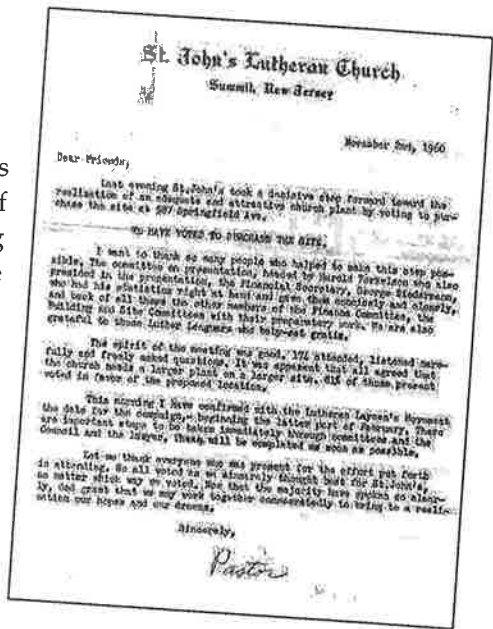 s
f
g
e
St. John's Lutheran Church
Summit, New Jersey
November 2nd, 1960
Dear Friends,
Last evening St.John's took a decisive step forward toward the
realization of an adequate and attractive church plant by voting to pur-
chase the site at 587 Springfield Ave.
WE HAVE VOTED TO PURCHASE THE SITE.
I want to thank so many people who helped to make this step pos-
sible. The committee on presentation, headed by Harold Torkelson who also
presided in the presentation, the Financial Secretary, George Biedermann,
who had his statistics right at hand and gave them concisely and clearly,
and back of all these the other members of the Finance Committee, the
Building and Site Committees with their preparatory work. We are also
grateful to those Luther Leaguers who baby-sat gratis.
The spirit of the meeting was good. 174 attended, listened care-
fully and freely asked questions. It was apparent that all agreed that
the church needs a larger plant on a larger site. 81% of those present
voted in favor of the proposed location.
This morning I have confirmed with the Lutheran Laymen's Movement
the date for the campaign, beginning the latter part of February. There
are important steps to be taken immediately through committees and the
Council and the league, these will be completed as soon as possible.
Let me thank everyone who was present for the effort put forth
in attending. We all voted as we sincerely thought best for St.John's,
no matter which way we voted. Now that the majority have spoken so clear-
ly, God grant that we may work together consecratedly to bring to a reali-
zation our hopes and our dreams.
Sincerely,
Pastor